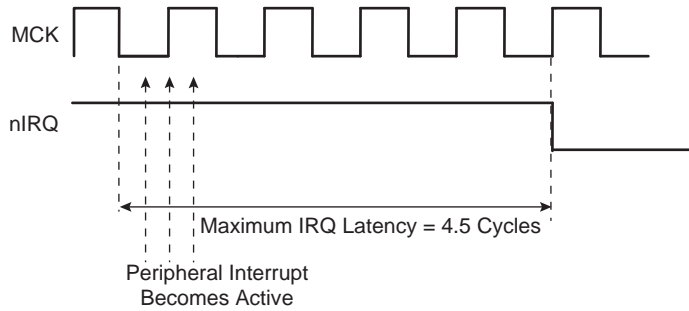 MCK
nIRQ
Maximum IRQ Latency = 4.5 Cycles
Peripheral Interrupt
Becomes Active